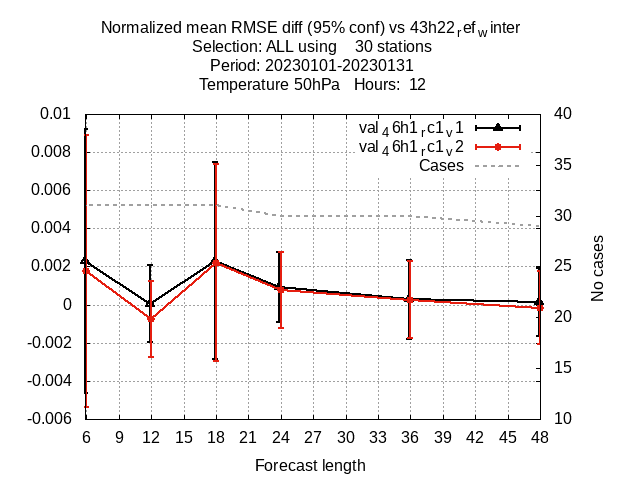 Normalized mean RMSE diff (95% conf) vs 43h22refwinter
Selection: ALL using    30 stations
Period: 20230101-20230131
Temperature 50hPa   Hours:  12
0.01
0.008
0.006
0.004
0.002
0
-0.002
-0.004
-0.006
40
35
30
25
20
15
10
val46h1rc1v1
val46h1rc1v2
Cases
No cases
6 9 12 15 18 21 24 27 30 33 36 39 42 45 48
Forecast length